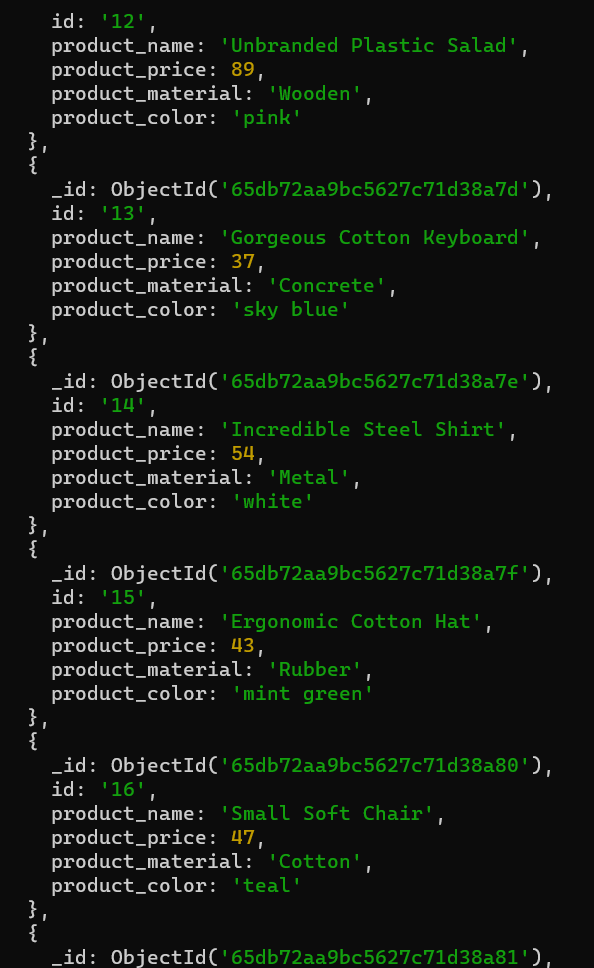 id: '12',
product_name: 'Unbranded Plastic Salad',
product_price: 89,
product_material: 'Wooden',
product_color: 'pink'
},
{
_id: ObjectId('65db72aa9bc5627c71d38a7d'),
id: '13',
product_name: 'Gorgeous Cotton Keyboard',
product_price: 37,
product_material: 'Concrete',
product_color: 'sky blue'
},
{
_id: ObjectId('65db72aa9bc5627c71d38a7e'),
id: '14',
product_name: 'Incredible Steel Shirt',
product_price: 54,
product_material: 'Metal',
product_color: 'white'
},
{
_id: ObjectId('65db72aa9bc5627c71d38a7f'),
id: '15',
product_name: 'Ergonomic Cotton Hat',
product_price: 43,
product_material: 'Rubber',
product_color: 'mint green'
},
{
_id: ObjectId('65db72aa9bc5627c71d38a80'),
id: '16',
product_name: 'Small Soft Chair',
product_price: 47,
product_material: 'Cotton',
product_color: 'teal'
},
{
_id: ObjectId('65db72aa9bc5627c71d38a81'),